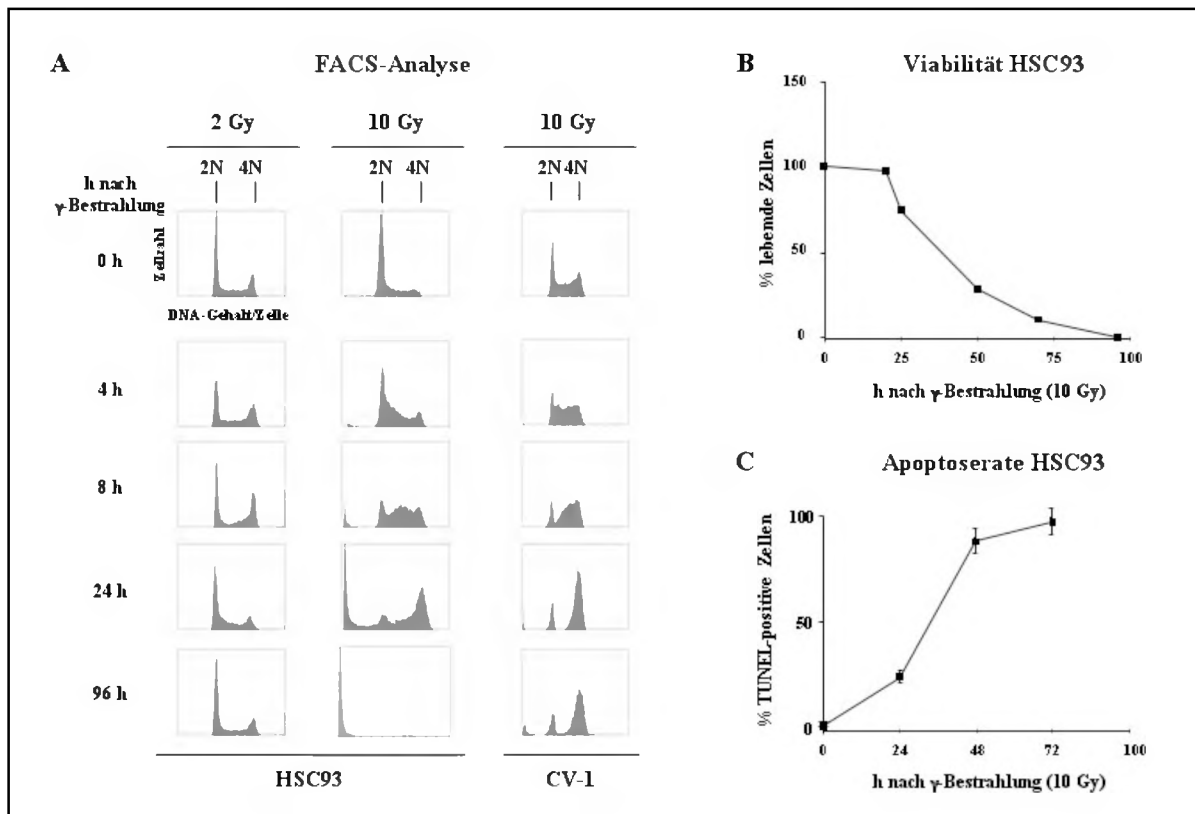 A
FACS-Analyse
2 Gy
10 Gy
10 Gy
2N 4N
2N 4N
2N 4N
h nach
γ-Bestrahlung
Zellzahl
0 h
DNA-Gehalt/Zelle
4 h
8 h
24 h
96 h
HSC93
CV-1
B
Viabilität HSC93
% lebemde Zellen
150
100
50
0
0 25 50 75 100
h nach γ-Bestrahlung (10 Gy)
C
Apoptoserate HSC93
% TUNEL-positive Zellen
100
50
0
0 24 48 72 100
h nach γ-Bestrahlung (10 Gy)